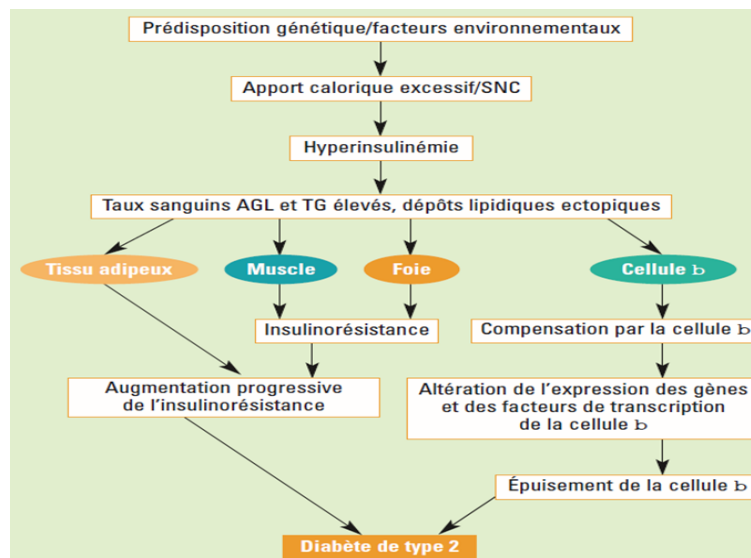 Prédisposition génétique/facteurs environnementaux
Apport calorique excessif/SNC
Hyperinsulinémie
Taux sanguins AGL et TG élevés, dépôts lipidiques ectopiques
Tissu adipeux
Muscle
Foie
Cellule b
Insulinorésistance
Compensation par la cellule b
Augmentation progressive
de l'insulinorésistance
Altération de l'expression des gènes
et des facteurs de transcription
de la cellule b
Épuisement de la cellule b
Diabète de type 2